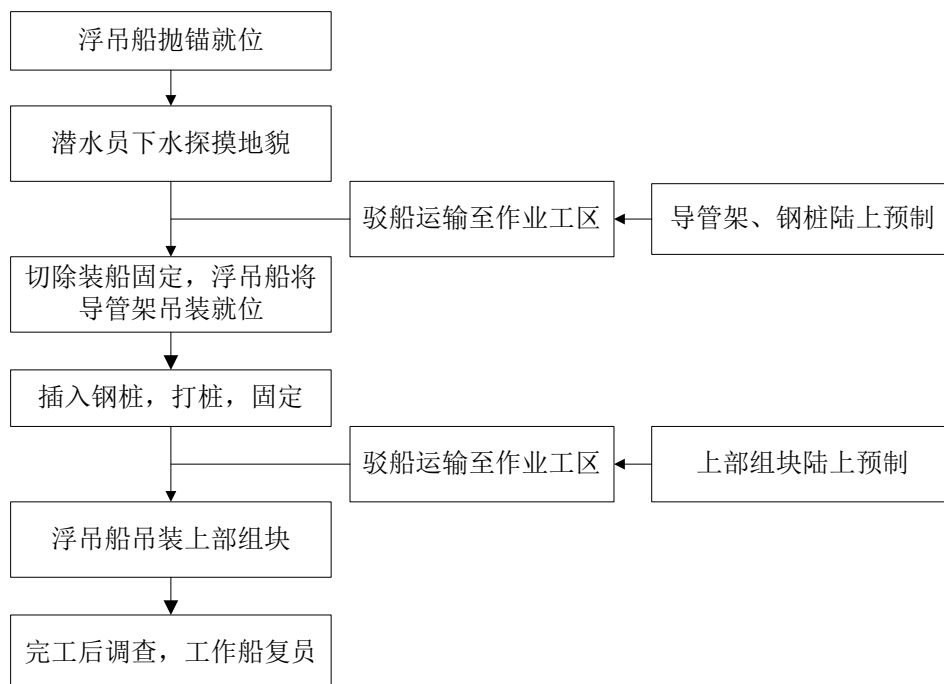 浮吊船抛锚就位
潜水员下水探摸地貌
驳船运输至作业工区
导管架、钢桩陆上预制
切除装船固定，浮吊船将
导管架吊装就位
插入钢桩，打桩，固定
驳船运输至作业工区
上部组块陆上预制
浮吊船吊装上部组块
完工后调查，工作船复员